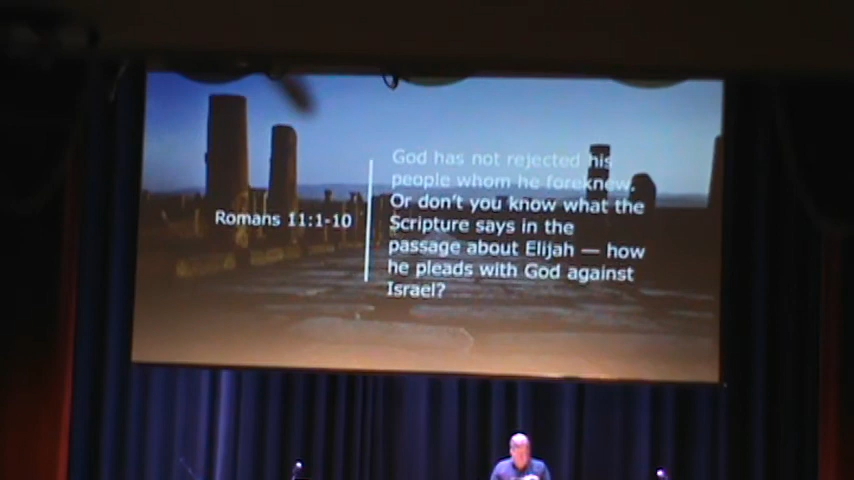 Romans 11:1-10
God has not rejected his
people whom he foreknew.
Or don't you know what the
Scripture says in the
passage about Elijah — how
he pleads with God against
Israel?